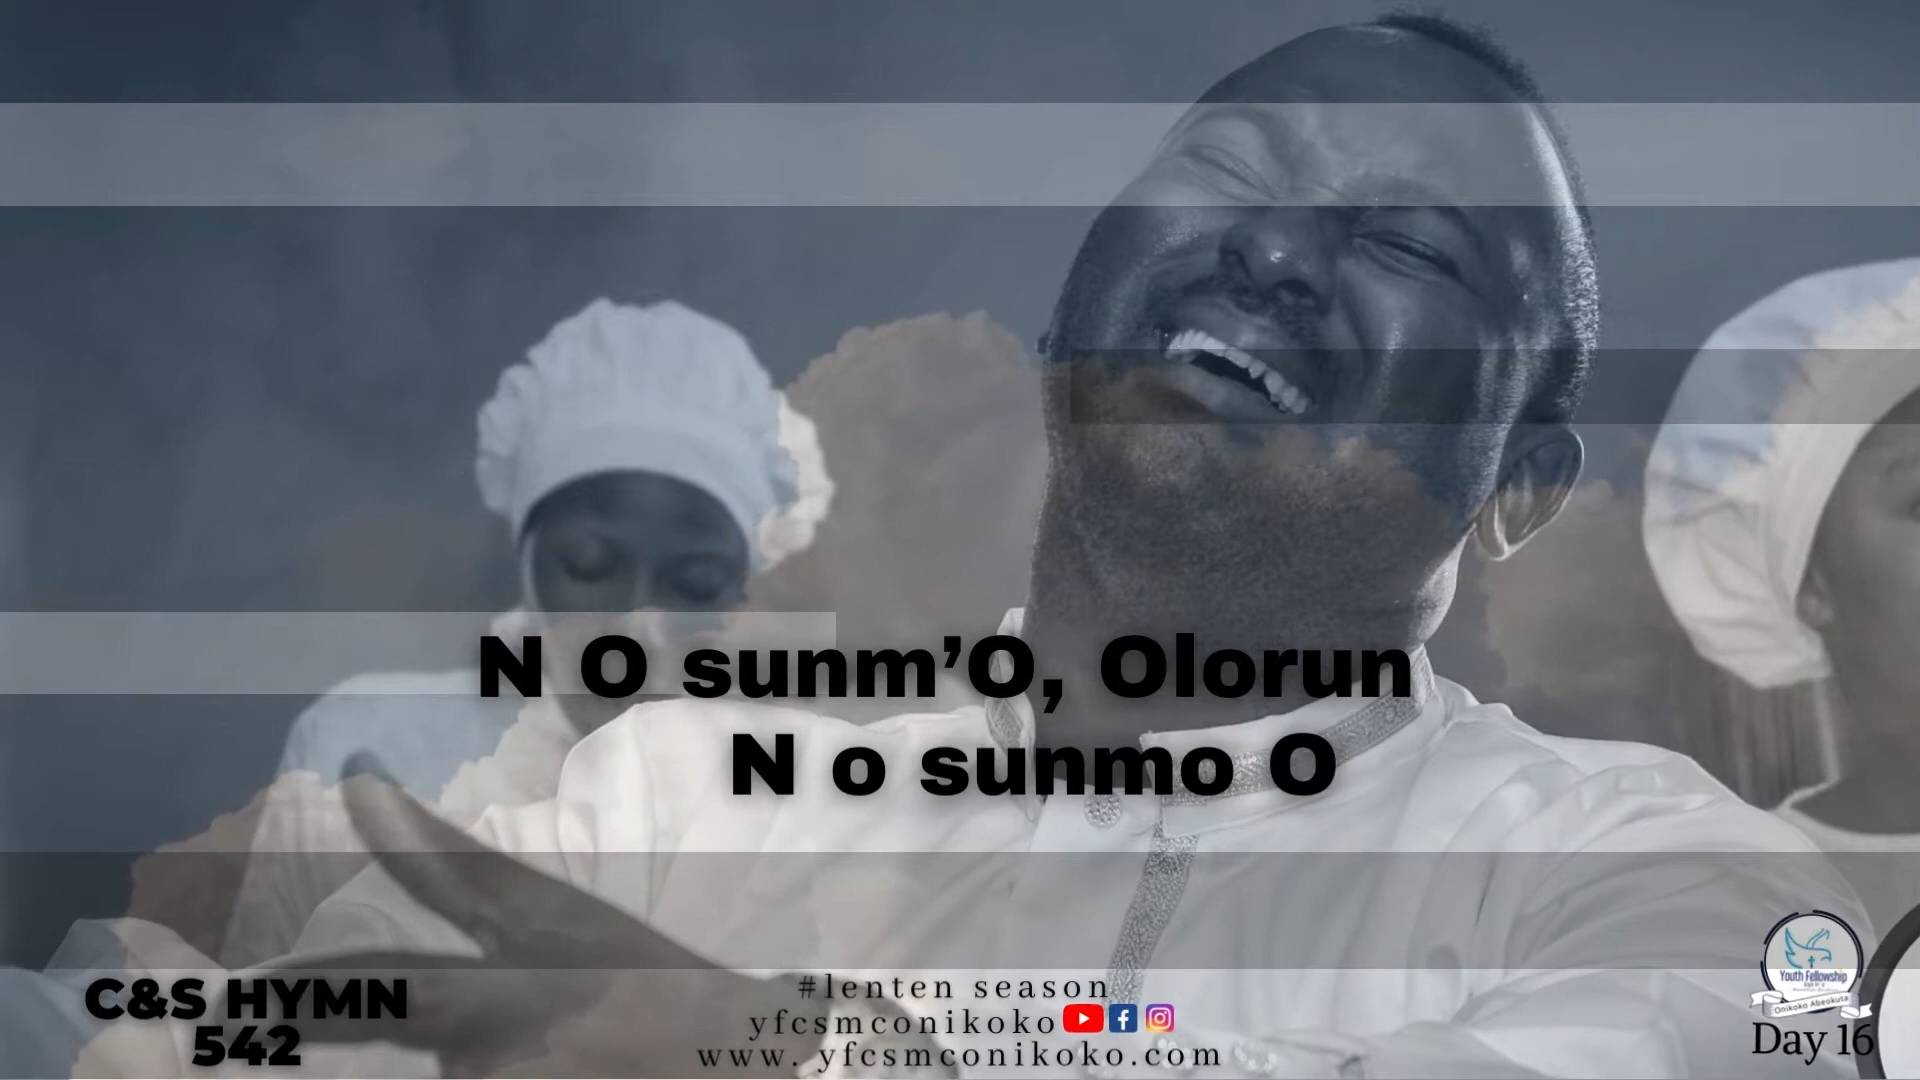 N O sunm’O, Olorun
N o sunmo O
C&S HYMN
542
#lenten season
yfcsmconikoko
www. yfcsmconikoko.com
Youth Fellowship
Onikoko Abeokuta
Day 16